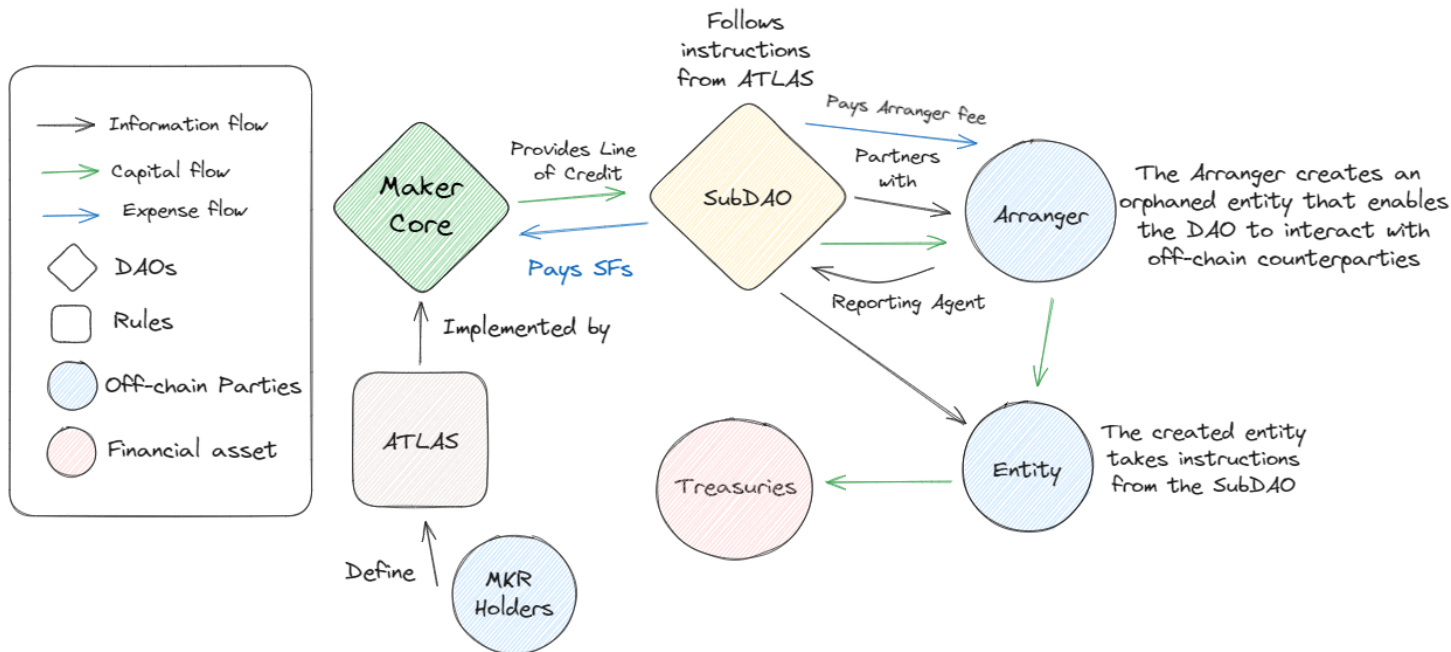 Information flow
Capital flow
Expense flow
DAOs
Rules
Off-chain Parties
Financial asset
Maker
Core
Provides Line
of Credit
Pays SFs
Implemented by
ATLAS
Define
MKR
Holders
Follows
instructions
from ATLAS
SubDAO
Pays Arranger fee
Partners
with
Reporting Agent
Arranger
The Arranger creates an
orphaned entity that enables
the DAO to interact with
off-chain counterparties
Treasuries
Entity
The created entity
takes instructions
from the SubDAO